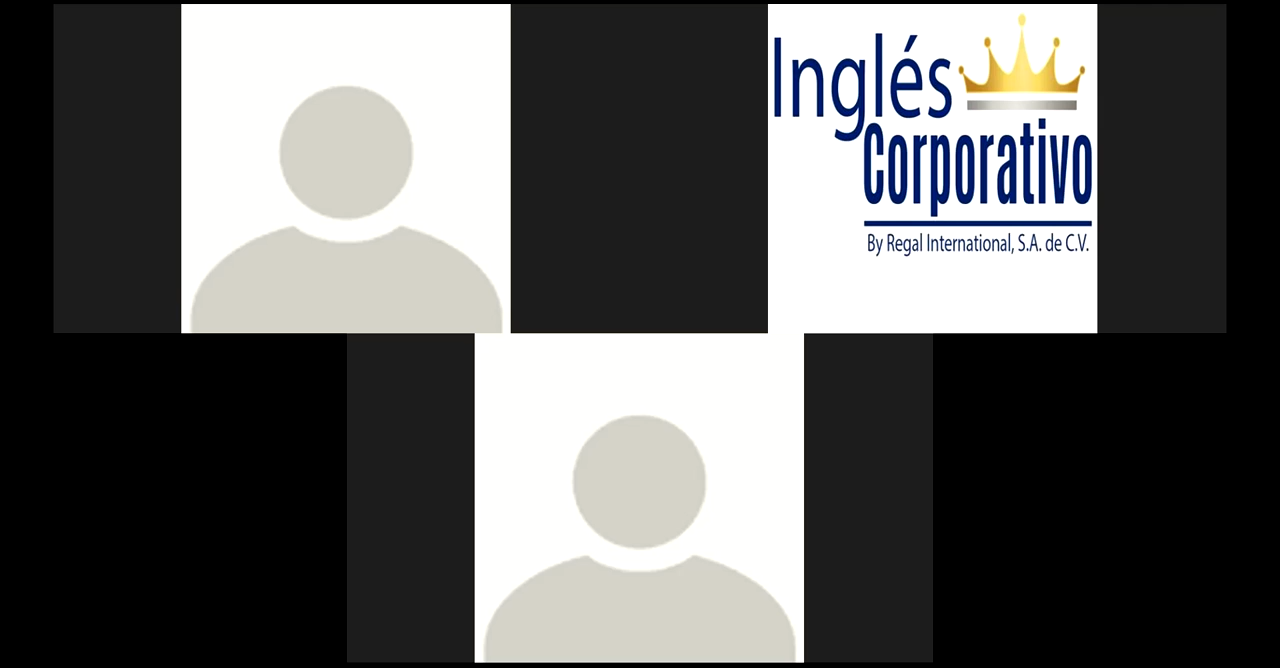 Inglés
Corporativo
By Regal International, S.A. de C.V.